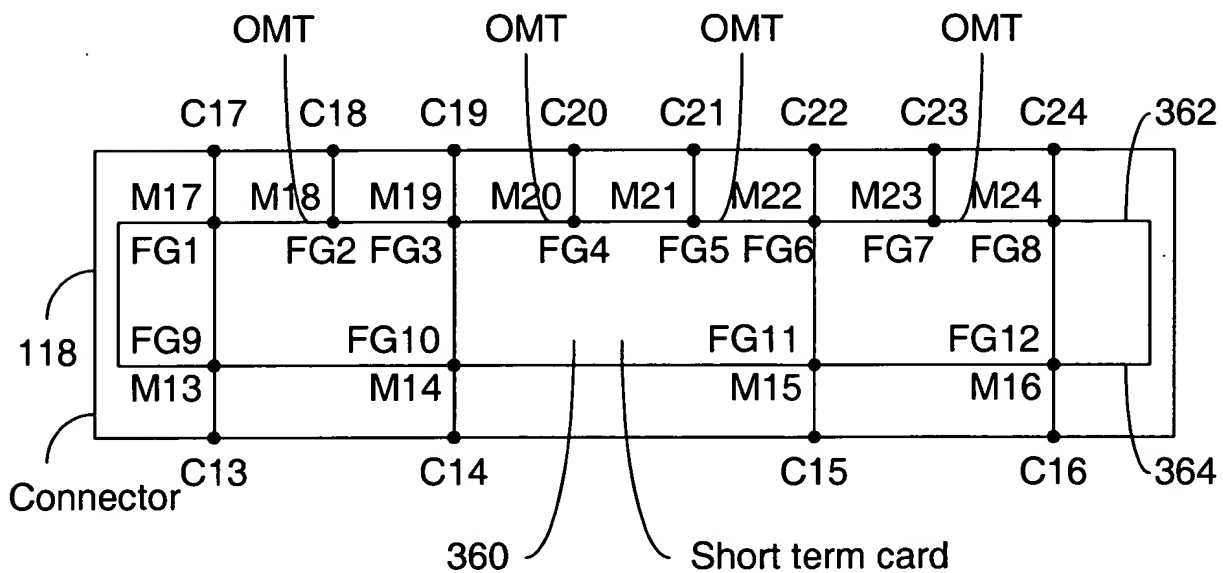 OMT OMT OMT OMT
C17 C18 C19 C20 C21 C22 C23 C24 362
M17 M18 M19 M20 M21 M22 M23 M24
FG1 FG2 FG3 FG4 FG5 FG6 FG7 FG8
118 FG9 FG10 FG11 FG12
M13 M14 M15 M16
C13 C14 C15 C16 364
Connector
360 Short term card